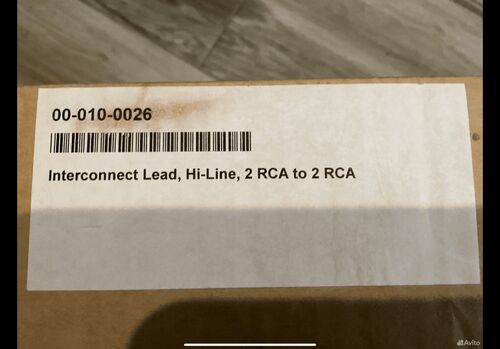 00-010-0026
Interconnect Lead, Hi-Line, 2 RCA to 2 RCA
Avito